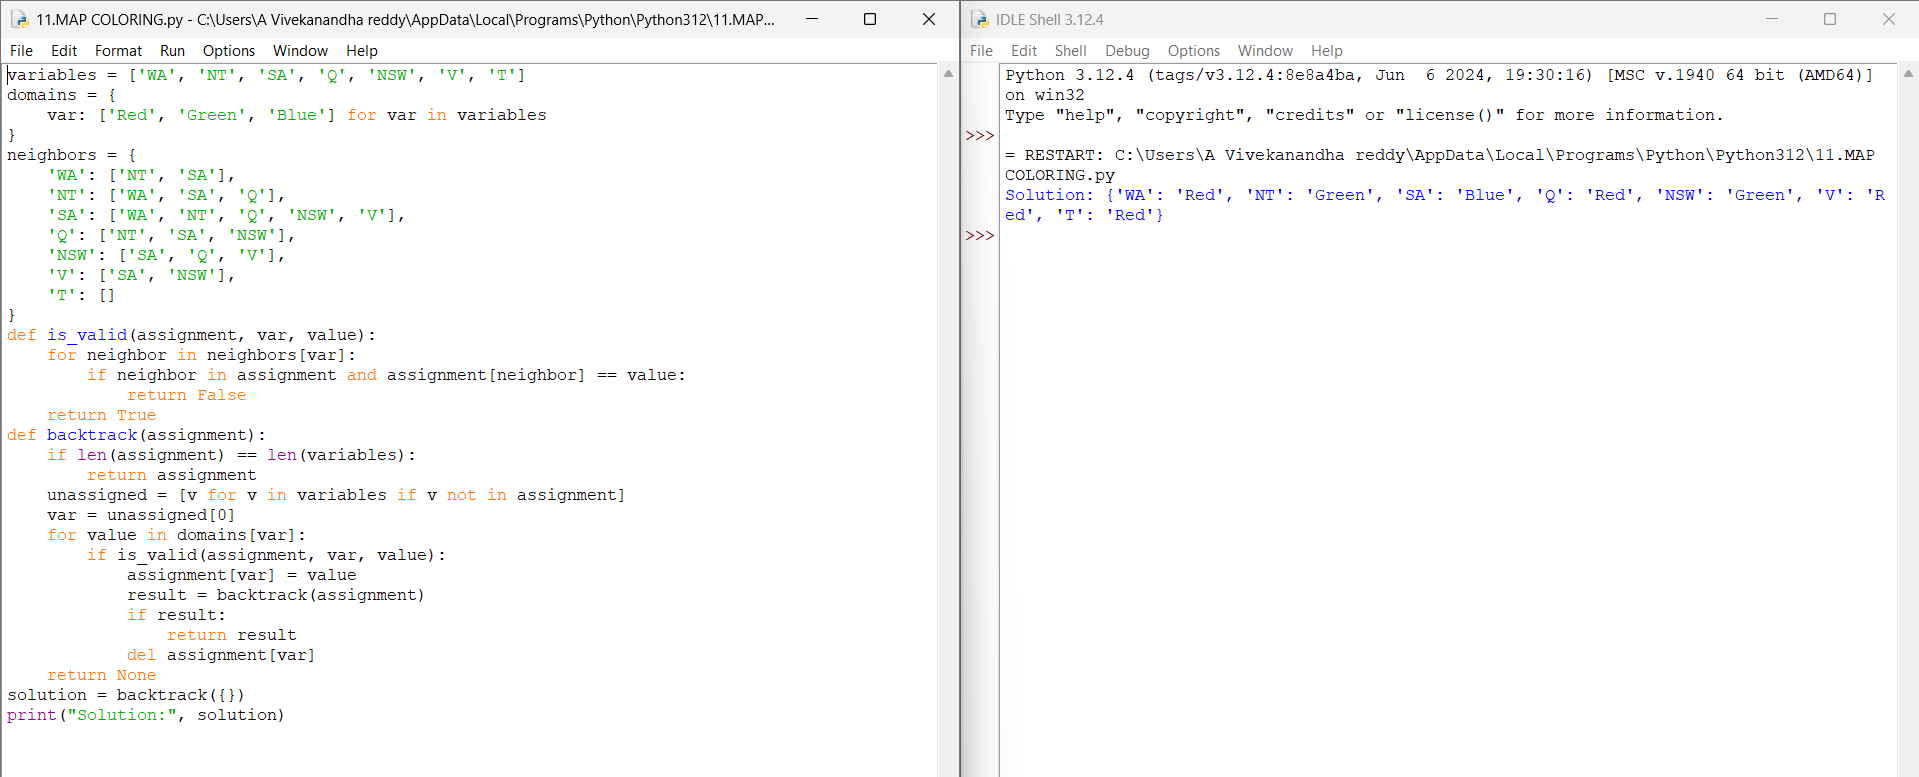 11.MAP COLORING.py - C:\Users\A Vivekanandha reddy\AppData\Local\Programs\Python\Python312\11.MAP...
File Edit Format Run Options Window Help
variables = ['WA', 'NT', 'SA', 'Q', 'NSW', 'V', 'T']
domains = {
    var: ['Red', 'Green', 'Blue'] for var in variables
}
neighbors = {
    'WA': ['NT', 'SA'],
    'NT': ['WA', 'SA', 'Q'],
    'SA': ['WA', 'NT', 'Q', 'NSW', 'V'],
    'Q': ['NT', 'SA', 'NSW'],
    'NSW': ['SA', 'Q', 'V'],
    'V': ['SA', 'NSW'],
    'T': []
}
def is_valid(assignment, var, value):
    for neighbor in neighbors[var]:
        if neighbor in assignment and assignment[neighbor] == value:
            return False
    return True
def backtrack(assignment):
    if len(assignment) == len(variables):
        return assignment
    unassigned = [v for v in variables if v not in assignment]
    var = unassigned[0]
    for value in domains[var]:
        if is_valid(assignment, var, value):
            assignment[var] = value
            result = backtrack(assignment)
            if result:
                return result
            del assignment[var]
    return None
solution = backtrack({})
print("Solution:", solution)
IDLE Shell 3.12.4
File Edit Shell Debug Options Window Help
Python 3.12.4 (tags/v3.12.4:8e8a4ba, Jun  6 2024, 19:30:16) [MSC v.1940 64 bit (AMD64)]
on win32
Type "help", "copyright", "credits" or "license()" for more information.
>>>
= RESTART: C:\Users\A Vivekanandha reddy\AppData\Local\Programs\Python\Python312\11.MAP
COLORING.py
Solution: {'WA': 'Red', 'NT': 'Green', 'SA': 'Blue', 'Q': 'Red', 'NSW': 'Green', 'V': 'R
ed', 'T': 'Red'}
>>>